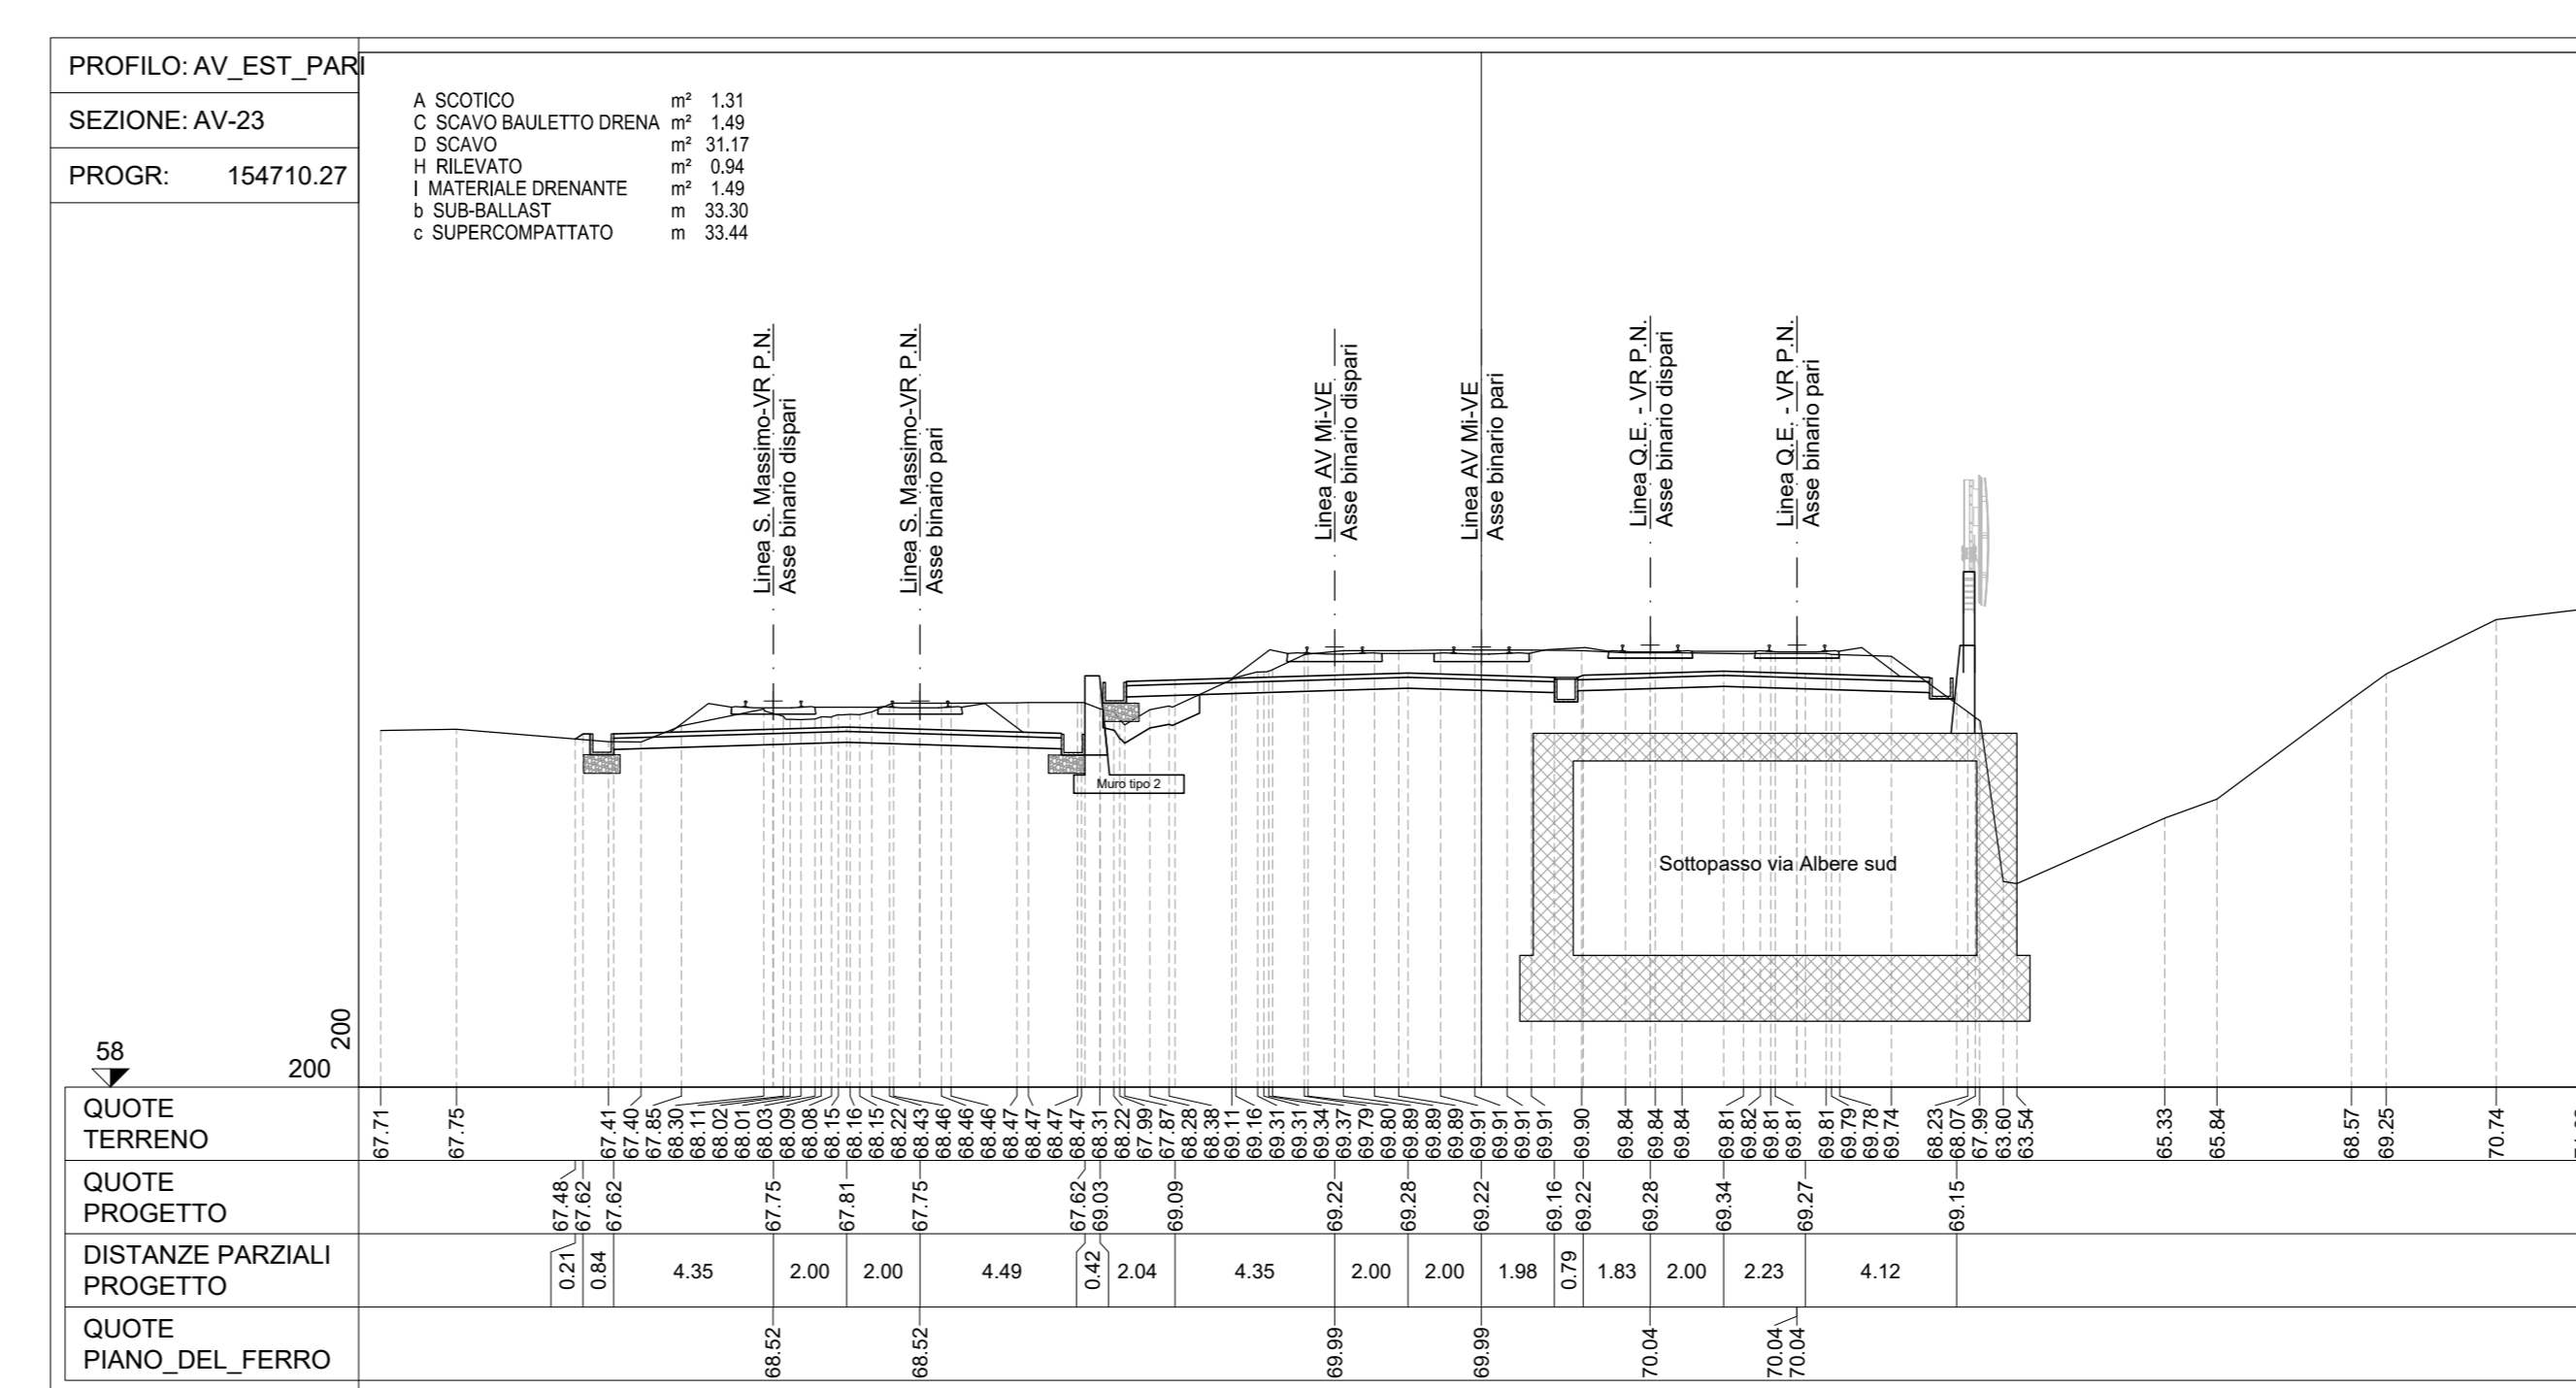 PROFILO: AV_EST_PARI
SEZIONE: AV-23
PROGR: 154710.27
A SCOTICO m² 1.31
C SCAVO BAULETTO DRENA m² 1.49
D SCAVO m² 31.17
H RILEVATO m² 0.94
I MATERIALE DRENANTE m² 1.49
b SUB-BALLAST m 33.30
c SUPERCOMPATTATO m 33.44
Linea S. Massimo-VR P.N.
Asse binario dispari
Linea S. Massimo-VR P.N.
Asse binario pari
Linea AV Mi-VE
Asse binario dispari
Linea AV Mi-VE
Asse binario pari
Linea Q.E. - VR P.N.
Asse binario dispari
Linea Q.E. - VR P.N.
Asse binario pari
Muro tipo 2
Sottopasso via Albere sud
58
200
200
QUOTE
TERRENO
67.71 67.75 67.41 67.40 67.85 68.30 68.11 68.02 68.01 68.03 68.09 68.08 68.15 68.16 68.15 68.22 68.43 68.46 68.46 68.46 68.47 68.47 68.47 68.47 68.31 68.22 67.99 67.87 68.28 68.38 69.11 69.16 69.31 69.31 69.34 69.37 69.79 69.80 69.89 69.89 69.89 69.91 69.91 69.91 69.91 69.90 69.84 69.84 69.84 69.81 69.82 69.81 69.81 69.81 69.79 69.78 69.74 68.23 68.07 67.99 63.60 63.54 65.33 65.84 68.57 69.25 70.74
QUOTE
PROGETTO
67.48 67.62 67.62 67.75 67.81 67.75 67.62 69.03 69.09 69.22 69.28 69.22 69.16 69.22 69.28 69.34 69.27 69.15
DISTANZE PARZIALI
PROGETTO
0.21 0.84 4.35 2.00 2.00 4.49 0.42 2.04 4.35 2.00 2.00 1.98 0.79 1.83 2.00 2.23 4.12
QUOTE
PIANO_DEL_FERRO
68.52 68.52 69.99 69.99 70.04 70.04 70.04